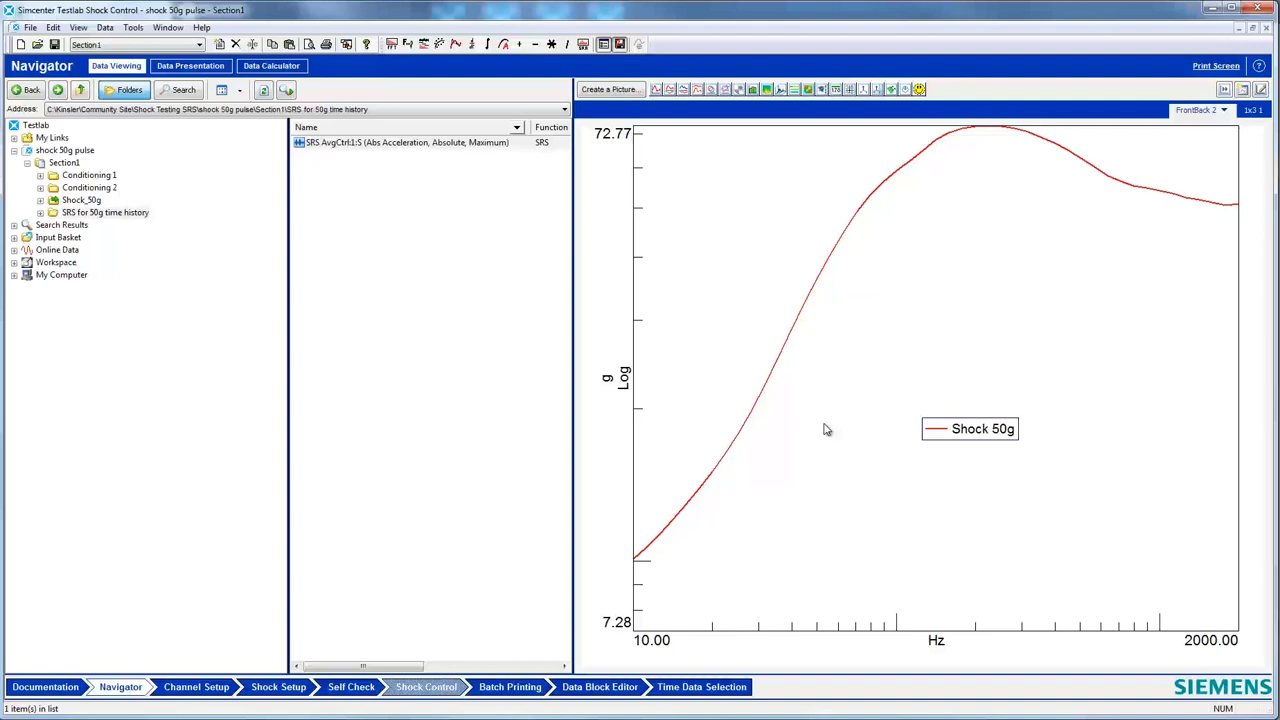 Simcenter Testlab Shock Control - shock 50g pulse - Section1
File Edit View Data Tools Window Help
Section1
Navigator Data Viewing Data Presentation Data Calculator Print Screen
Back Folders Search Create a Picture...
Address: C:\Kinsler\Community Site\Shock Testing SRS\shock 50g pulse\Section1\SRS for 50g time history
FrontBack 2 1x3 1
Testlab
My Links
shock 50g pulse
Section1
Conditioning 1
Conditioning 2
Shock_50g
SRS for 50g time history
Search Results
Input Basket
Online Data
Workspace
My Computer
Name Function
SRS AvgCtrl:1:S (Abs Acceleration, Absolute, Maximum) SRS
72.77
g
Log
Shock 50g
7.28
10.00 Hz 2000.00
Documentation Navigator Channel Setup Shock Setup Self Check Shock Control Batch Printing Data Block Editor Time Data Selection SIEMENS
1 item(s) in list NUM